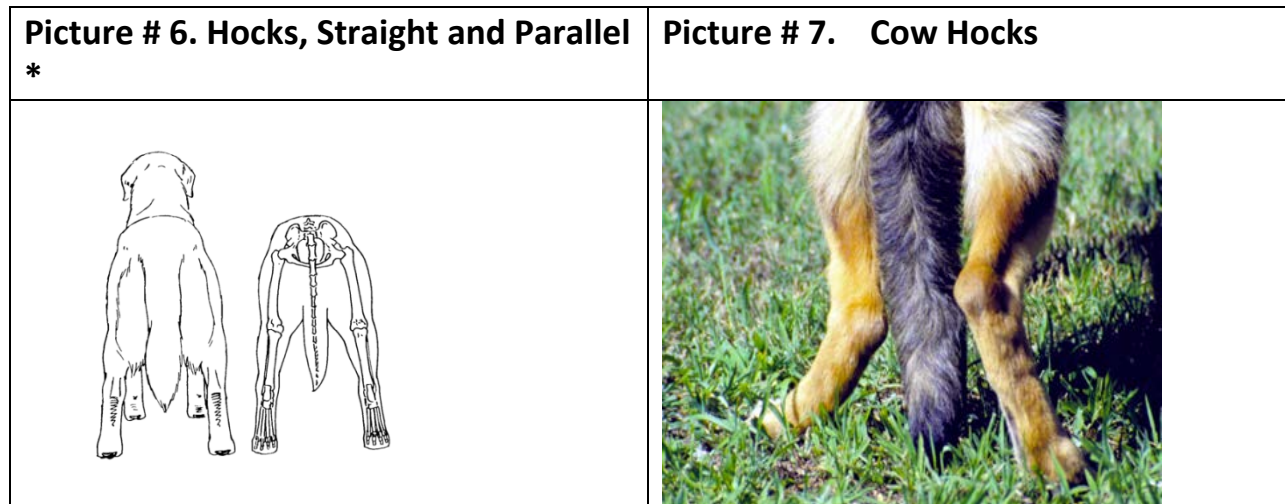 Picture # 6. Hocks, Straight and Parallel
*
Picture # 7. Cow Hocks